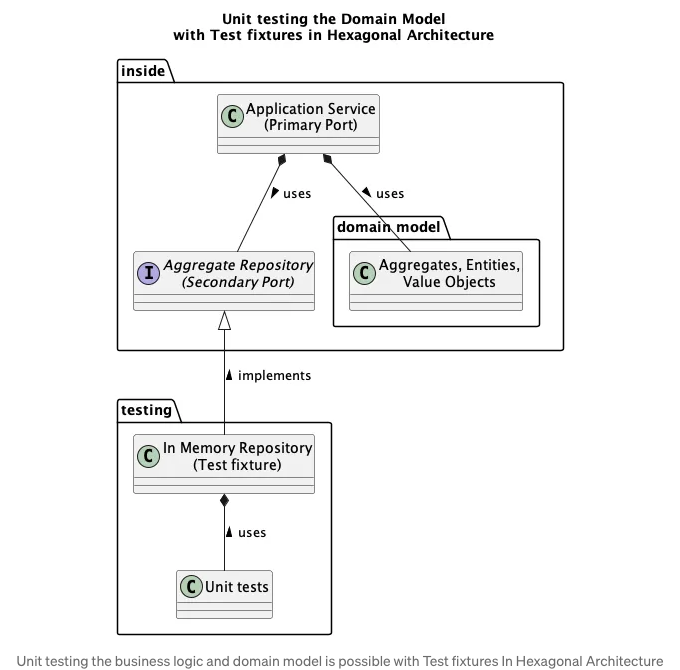 Unit testing the Domain Model
with Test fixtures in Hexagonal Architecture
inside
C Application Service
(Primary Port)
uses
uses
domain model
I Aggregate Repository
(Secondary Port)
C Aggregates, Entities,
Value Objects
implements
testing
C In Memory Repository
(Test fixture)
uses
C Unit tests
Unit testing the business logic and domain model is possible with Test fixtures In Hexagonal Architecture